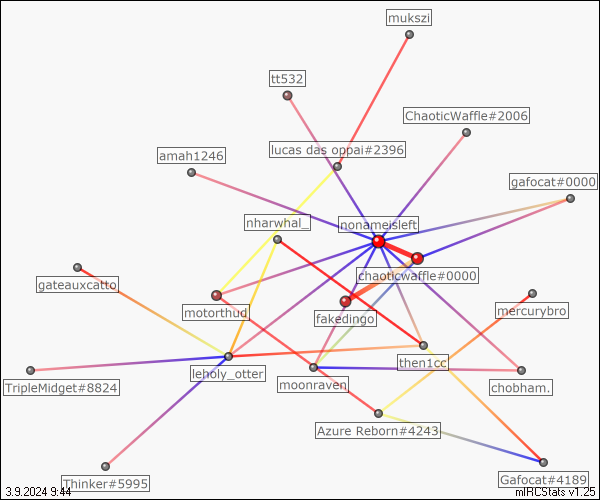 mukszi
tt532
ChaoticWaffle#2006
lucas das oppai#2396
amah1246
gafocat#0000
nharwhal_
nonameisleft
chaoticwaffle#0000
gateauxcatto
mercurybro
motorthud
fakedingo
then1cc
leholy_otter
TripleMidget#8824
moonraven
chobham.
Azure Reborn#4243
Thinker#5995
Gafocat#4189
3.9.2024 9:44
mIRCStats v1.25